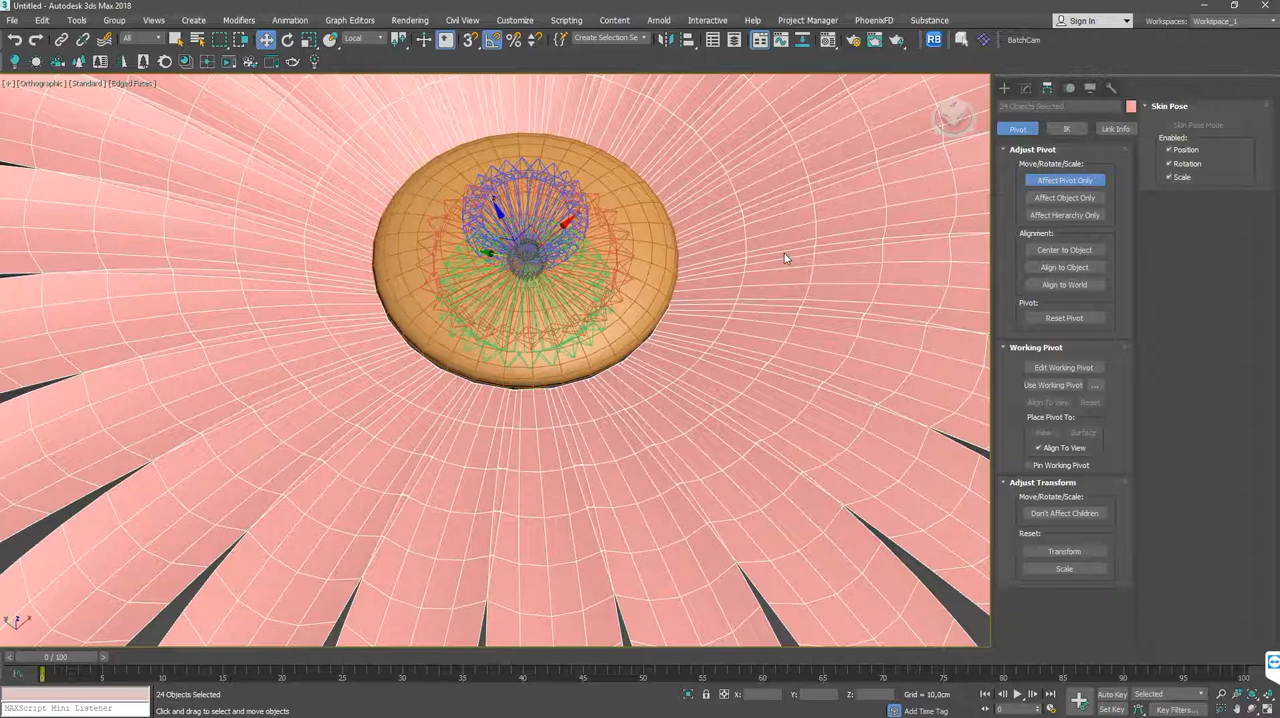 3 Untitled - Autodesk 3ds Max 2018
File Edit Tools Group Views Create Modifiers Animation Graph Editors Rendering Civil View Customize Scripting Content Arnold Interactive Help Project Manager PhoenixFD Substance Sign In Workspaces: Workspace_1
All Local 3 Create Selection Se RB BatchCam
[+] [Orthographic] [Standard] [Edged Faces]
24 Objects Selected
Pivot IK Link Info
Adjust Pivot
Move/Rotate/Scale:
Affect Pivot Only
Affect Object Only
Affect Hierarchy Only
Alignment:
Center to Object
Align to Object
Align to World
Pivot:
Reset Pivot
Working Pivot
Edit Working Pivot
Use Working Pivot ...
Align To View Reset
Place Pivot To:
View Surface
Align To View
Pin Working Pivot
Adjust Transform
Move/Rotate/Scale:
Don't Affect Children
Reset:
Transform
Scale
Skin Pose
Skin Pose Mode
Enabled:
Position
Rotation
Scale
z x
0 / 100
5 10 15 20 25 30 35 40 45 50 55 60 65 70 75 80 85 90 95 100
24 Objects Selected X: Y: Z: Grid = 10,0cm Auto Key Selected
MAXScript Mini Listener Click and drag to select and move objects Add Time Tag 0 Set Key Key Filters...